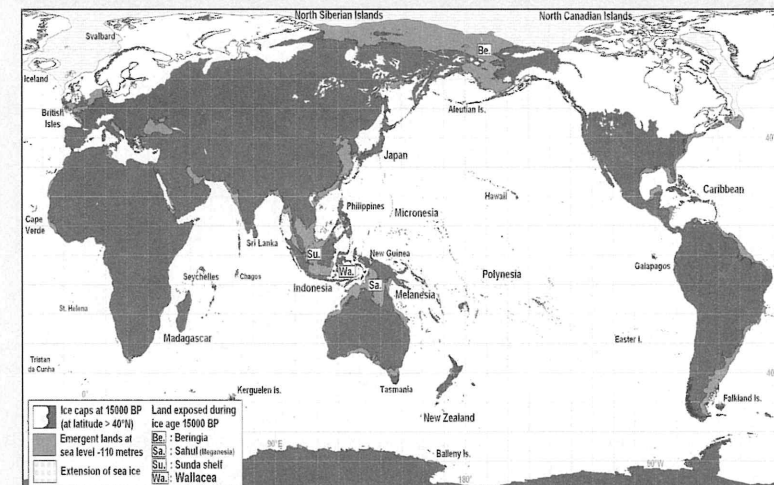 North Siberian Islands
North Canadian Islands
Svalbard
Be.
Iceland
British
Isles
Aleutian Is.
Japan
Hawaii
Caribbean
Philippines
Micronesia
Cape
Verde
Sri Lanka
Su.
New Guinea
Wa.
Seychelles
Chagos
Sa.
Polynesia
Galapagos
Indonesia
Melanesia
St. Helena
Madagascar
Easter i.
Tristan
da Cunha
Kerguelen Is.
Tasmania
Falkland Is.
0°
New Zealand
Ice caps at 15000 BP
(at latitude > 40°N)
Emergent lands at
sea level -110 metres
Extension of sea ice
Land exposed during
ice age 15000 BP
Be. : Beringia
Sa. : Sahul (Meganesia)
Su. : Sunda shelf
Wa. : Wallacea
90°E
Balleny Is.
180°
90°W